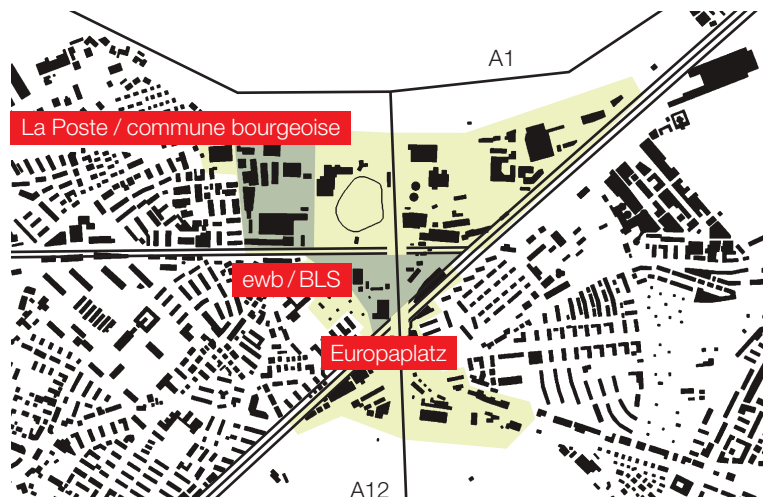 A1
La Poste / commune bourgeoise
ewb / BLS
Europaplatz
A12